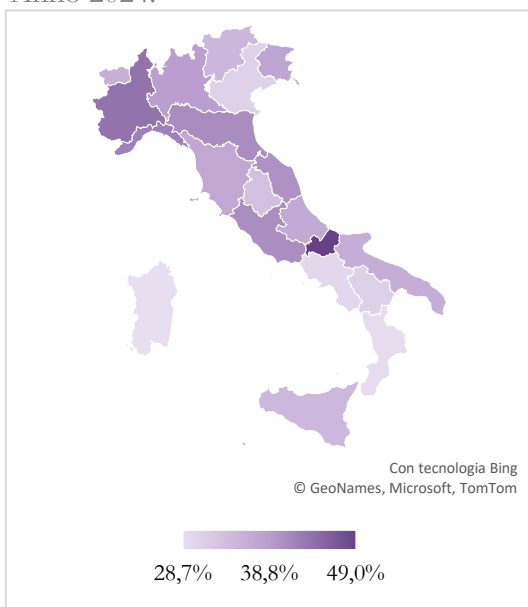 Anno 2024.
Con tecnologia Bing
© GeoNames, Microsoft, TomTom
28,7% 38,8% 49,0%